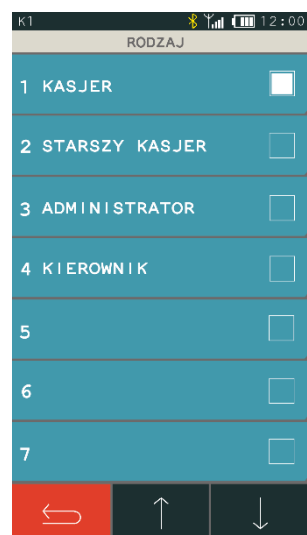 K1 12:00
RODZAJ
1 KASJER
2 STARSZY KASJER
3 ADMINISTRATOR
4 KIEROWNIK
5
6
7